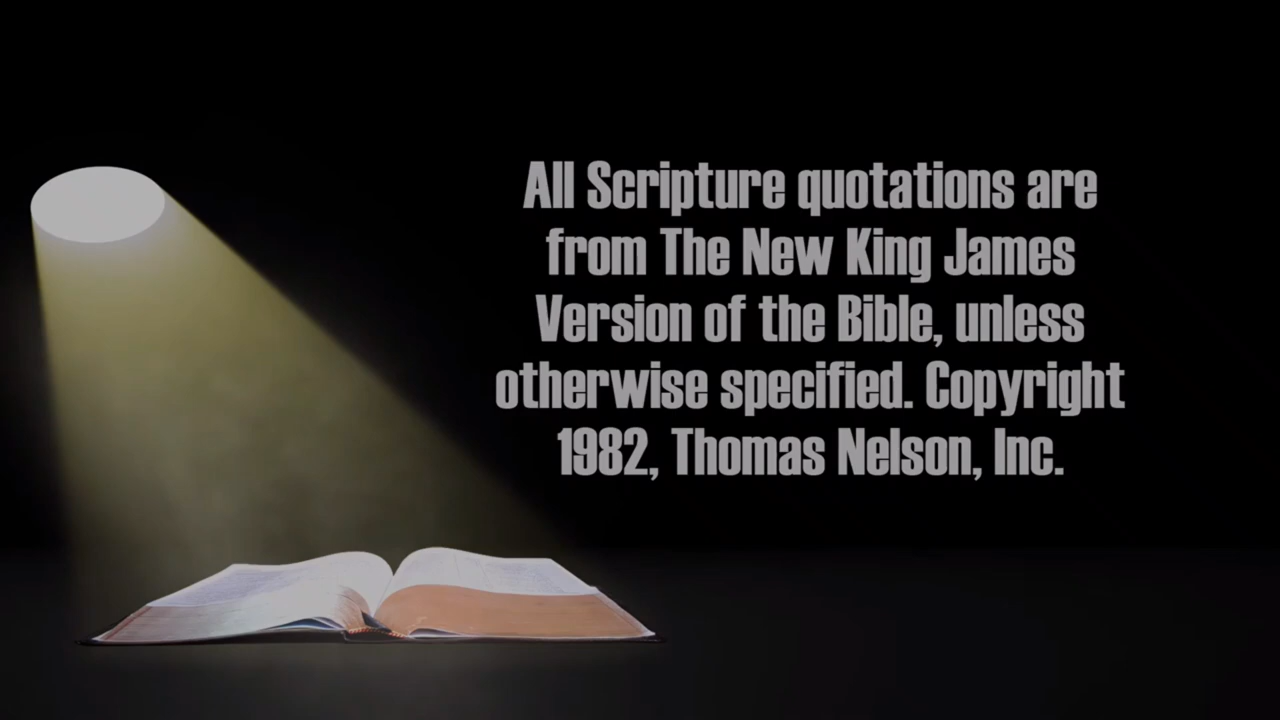 All Scripture quotations are
from The New King James
Version of the Bible, unless
otherwise specified. Copyright
1982, Thomas Nelson, Inc.